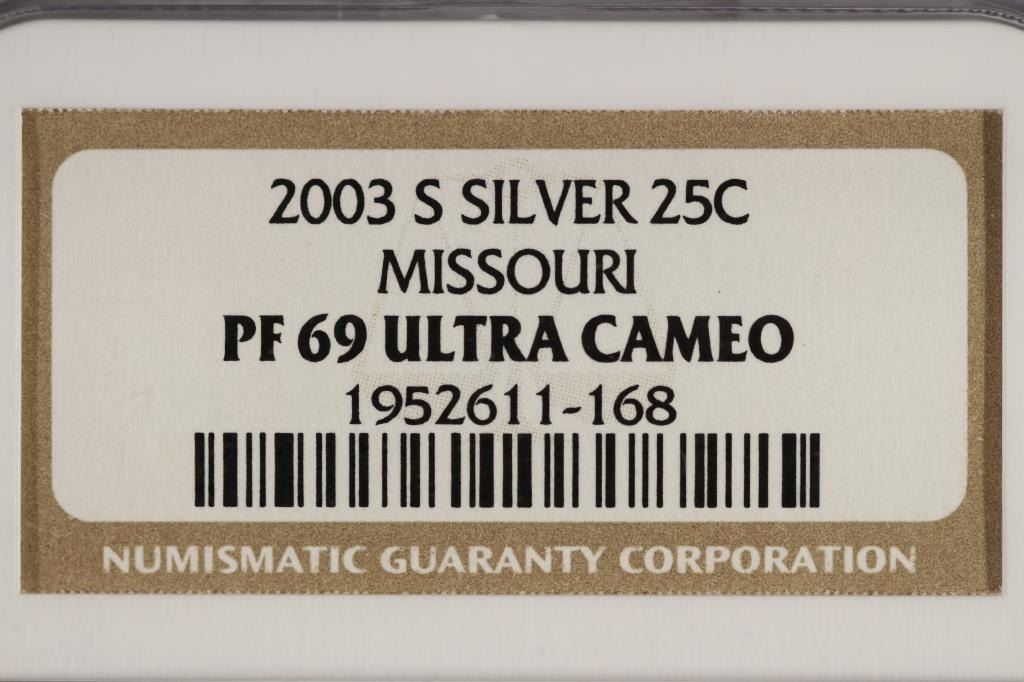 2003 S SILVER 25C
MISSOURI
PF 69 ULTRA CAMEO
1952611-168
NUMISMATIC GUARANTY CORPORATION